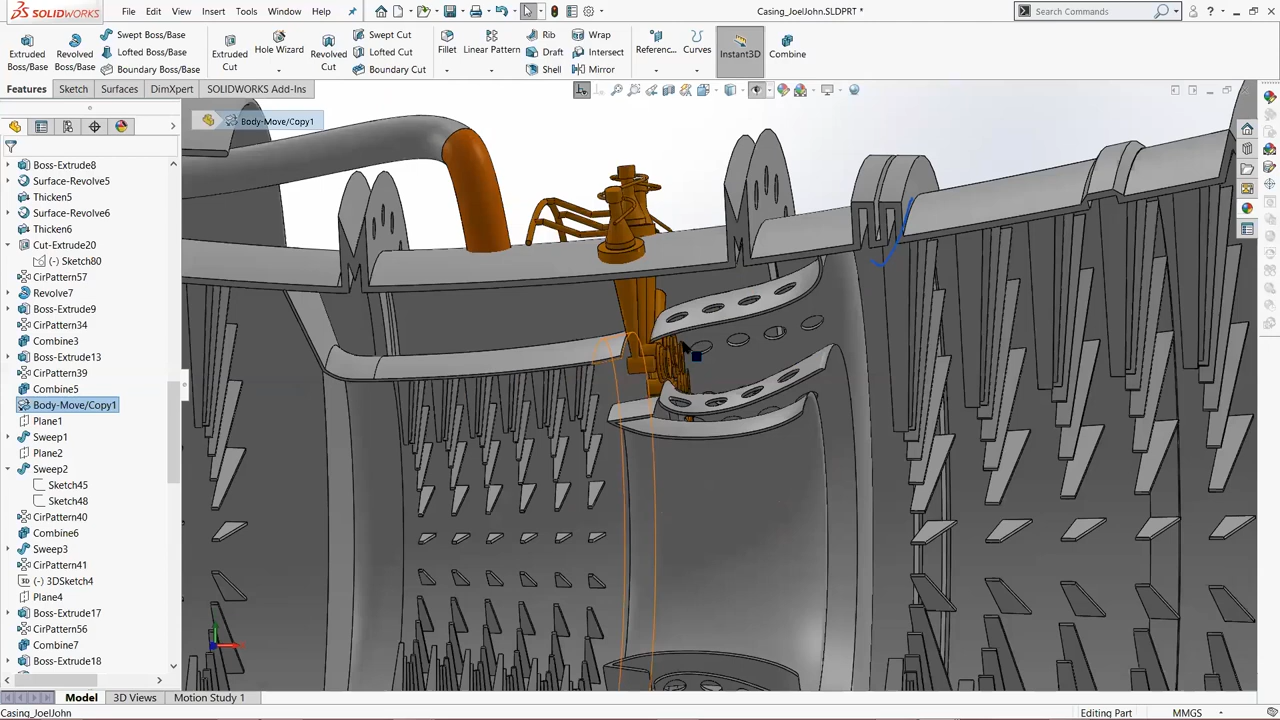 SOLIDWORKS
File
Edit
View
Insert
Tools
Window
Help
Casing_JoelJohn.SLDPRT *
Search Commands
Extruded Boss/Base
Revolved Boss/Base
Swept Boss/Base
Lofted Boss/Base
Boundary Boss/Base
Extruded Cut
Hole Wizard
Revolved Cut
Swept Cut
Lofted Cut
Boundary Cut
Fillet
Linear Pattern
Rib
Draft
Shell
Wrap
Intersect
Mirror
Referenc...
Curves
Instant3D
Combine
Features
Sketch
Surfaces
DimXpert
SOLIDWORKS Add-Ins
Body-Move/Copy1
Boss-Extrude8
Surface-Revolve5
Thicken5
Surface-Revolve6
Thicken6
Cut-Extrude20
(-) Sketch80
CirPattern57
Revolve7
Boss-Extrude9
CirPattern34
Combine3
Boss-Extrude13
CirPattern39
Combine5
Body-Move/Copy1
Plane1
Sweep1
Plane2
Sweep2
Sketch45
Sketch48
CirPattern40
Combine6
Sweep3
CirPattern41
3D (-) 3DSketch4
Plane4
Boss-Extrude17
CirPattern56
Combine7
Boss-Extrude18
Model
3D Views
Motion Study 1
Casing_JoelJohn
Editing Part
MMGS